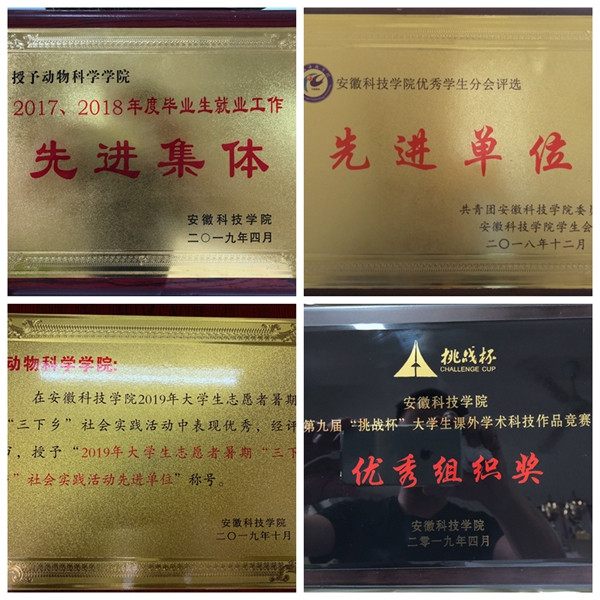 授予动物科学学院
2017、2018年度毕业生就业工作
先进集体
安徽科技学院
二〇一九年四月
安徽科技学院优秀学生分会评选
先进单位
共青团安徽科技学院委
安徽科技学院学生会
二〇一八年十二月
动物科学学院:
在安徽科技学院2019年大学生志愿者暑期
“三下乡”社会实践活动中表现优秀，经评
授予“2019年大学生志愿者暑期“三下
”社会实践活动先进单位”称号。
安徽科技学院
二〇一九年十月
挑战杯
CHALLENGE CUP
安徽科技学院
第九届“挑战杯”大学生课外学术科技作品竞赛
优秀组织奖
安徽科技学院
二零一九年四月